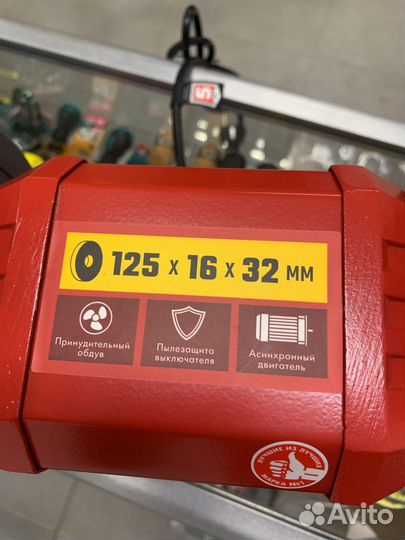 125 x 16 x 32 мм
Принудительный
обдув
Пылезащита
выключателя
Асинхронный
двигатель
ЛУЧШИЕ ИЗ ЛУЧШИХ
МАРКА №1
Avito